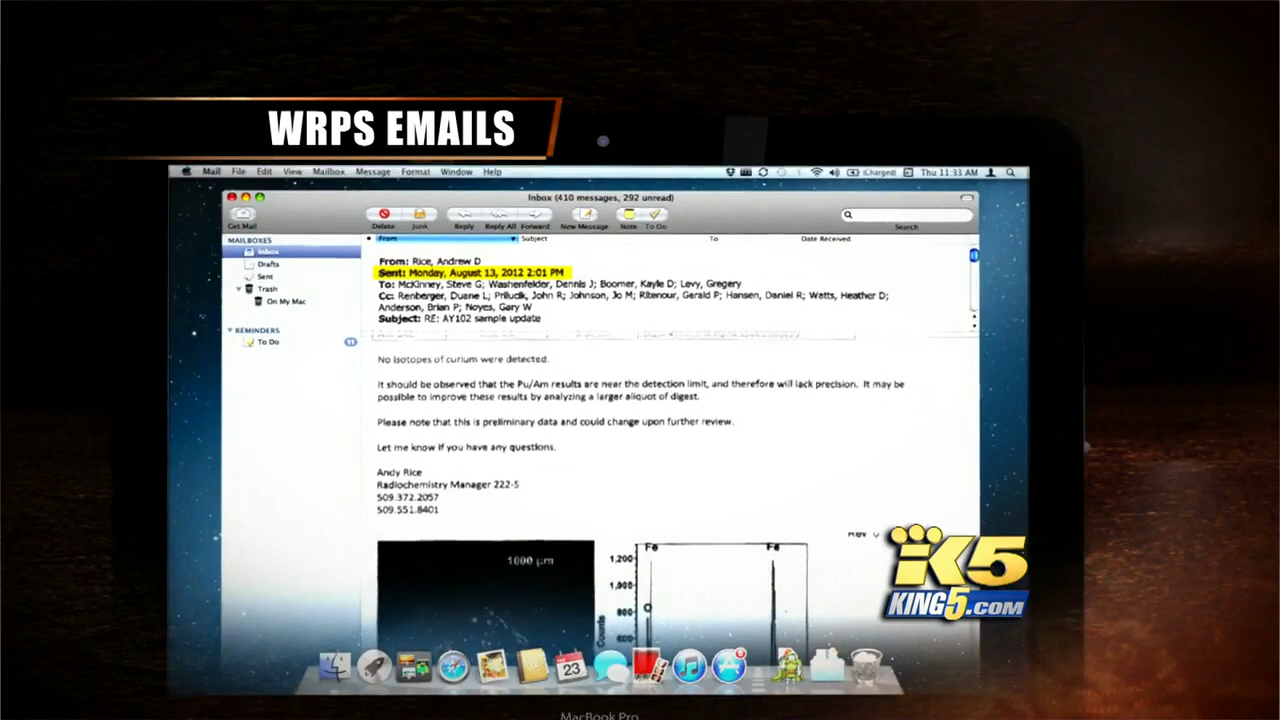 WRPS EMAILS
Mail File Edit View Mailbox Message Format Window Help (Charged) Thu 11:33 AM
Inbox (410 messages, 292 unread)
Get Mail Delete Junk Reply Reply All Forward New Message Note To Do Search
MAILBOXES
Inbox
Drafts
Sent
Trash
On My Mac
REMINDERS
To Do 11
From Subject To Date Received
From: Rice, Andrew D
Sent: Monday, August 13, 2012 2:01 PM
To: McKinney, Steve G; Washenfelder, Dennis J; Boomer, Kayle D; Levy, Gregery
Cc: Renberger, Duane L; Prilucik, John R; Johnson, Jo M; Ritenour, Gerald P; Hansen, Daniel R; Watts, Heather D;
Anderson, Brian P; Noyes, Gary W
Subject: RE: AY102 sample update
No isotopes of curium were detected.
It should be observed that the Pu/Am results are near the detection limit, and therefore will lack precision. It may be
possible to improve these results by analyzing a larger aliquot of digest.
Please note that this is preliminary data and could change upon further review.
Let me know if you have any questions.
Andy Rice
Radiochemistry Manager 222-S
509.372.2057
509.551.8401
1000 µm
Fe Fe
1,200
1,000
800
600
O
Counts
K5
KING5.COM
23
MacBook Pro